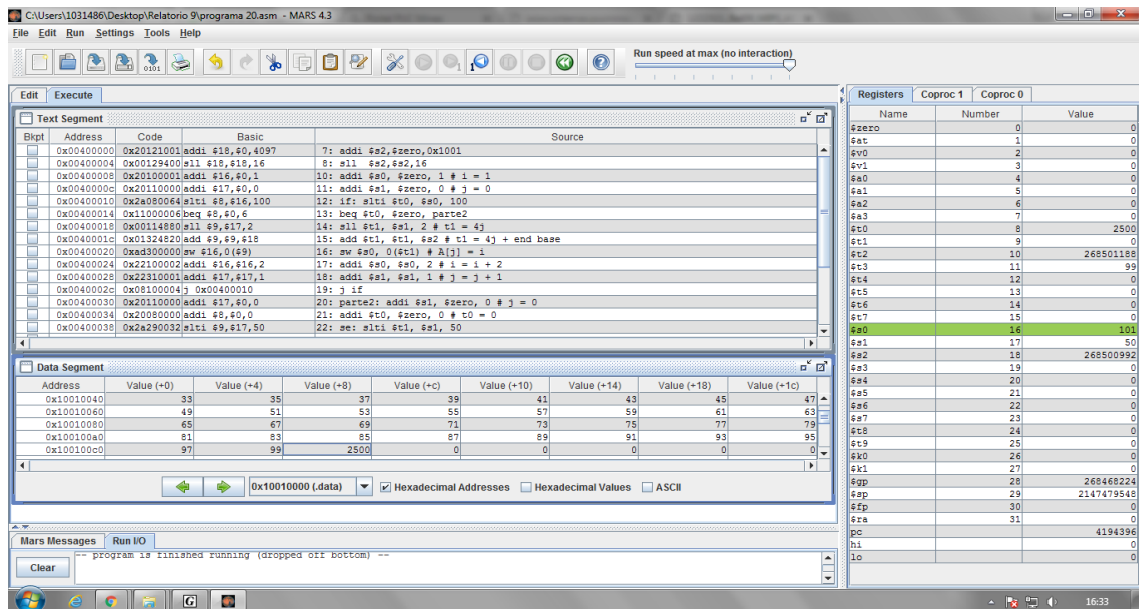 C:\Users\1031486\Desktop\Relatorio 9\programa 20.asm - MARS 4.3
File Edit Run Settings Tools Help
Run speed at max (no interaction)
Edit Execute
Text Segment
Bkpt Address Code Basic Source
0x00400000 0x20121001 addi $18,$0,4097 7: addi $s2,$zero,0x1001
0x00400004 0x00129400 sll $18,$18,16 8: sll $s2,$s2,16
0x00400008 0x20100001 addi $16,$0,1 10: addi $s0, $zero, 1 # i = 1
0x0040000c 0x20110000 addi $17,$0,0 11: addi $s1, $zero, 0 # j = 0
0x00400010 0x2a080064 slti $8,$16,100 12: if: slti $t0, $s0, 100
0x00400014 0x11000006 beq $8,$0,6 13: beq $t0, $zero, parte2
0x00400018 0x00114880 sll $9,$17,2 14: sll $t1, $s1, 2 # t1 = 4j
0x0040001c 0x01324820 add $9,$9,$18 15: add $t1, $t1, $s2 # t1 = 4j + end base
0x00400020 0xad300000 sw $16,0($9) 16: sw $s0, 0($t1) # A[j] = i
0x00400024 0x22100002 addi $16,$16,2 17: addi $s0, $s0, 2 # i = i + 2
0x00400028 0x22310001 addi $17,$17,1 18: addi $s1, $s1, 1 # j = j + 1
0x0040002c 0x08100004 j 0x00400010 19: j if
0x00400030 0x20110000 addi $17,$0,0 20: parte2: addi $s1, $zero, 0 # j = 0
0x00400034 0x20080000 addi $8,$0,0 21: addi $t0, $zero, 0 # t0 = 0
0x00400038 0x2a290032 slti $9,$17,50 22: se: slti $t1, $s1, 50
Data Segment
Address Value (+0) Value (+4) Value (+8) Value (+c) Value (+10) Value (+14) Value (+18) Value (+1c)
0x10010040 33 35 37 39 41 43 45 47
0x10010060 49 51 53 55 57 59 61 63
0x10010080 65 67 69 71 73 75 77 79
0x100100a0 81 83 85 87 89 91 93 95
0x100100c0 97 99 2500 0 0 0 0 0
0x10010000 (.data) Hexadecimal Addresses Hexadecimal Values ASCII
Mars Messages Run I/O
-- program is finished running (dropped off bottom) --
Clear
Registers Coproc 1 Coproc 0
Name Number Value
$zero 0 0
$at 1 0
$v0 2 0
$v1 3 0
$a0 4 0
$a1 5 0
$a2 6 0
$a3 7 0
$t0 8 2500
$t1 9 0
$t2 10 268501188
$t3 11 99
$t4 12 0
$t5 13 0
$t6 14 0
$t7 15 0
$s0 16 101
$s1 17 50
$s2 18 268500992
$s3 19 0
$s4 20 0
$s5 21 0
$s6 22 0
$s7 23 0
$t8 24 0
$t9 25 0
$k0 26 0
$k1 27 0
$gp 28 268468224
$sp 29 2147479548
$fp 30 0
$ra 31 0
pc 4194396
hi 0
lo 0
G
16:33